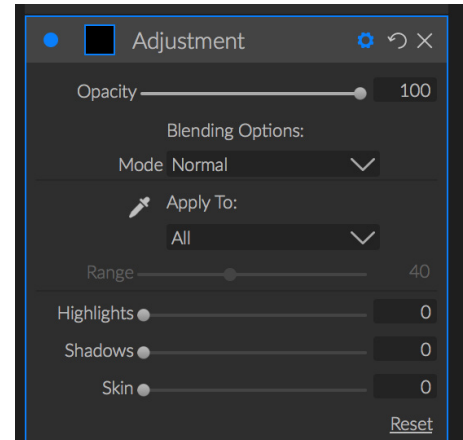 Adjustment
Opacity 100
Blending Options:
Mode Normal
Apply To:
All
Range 40
Highlights 0
Shadows 0
Skin 0
Reset